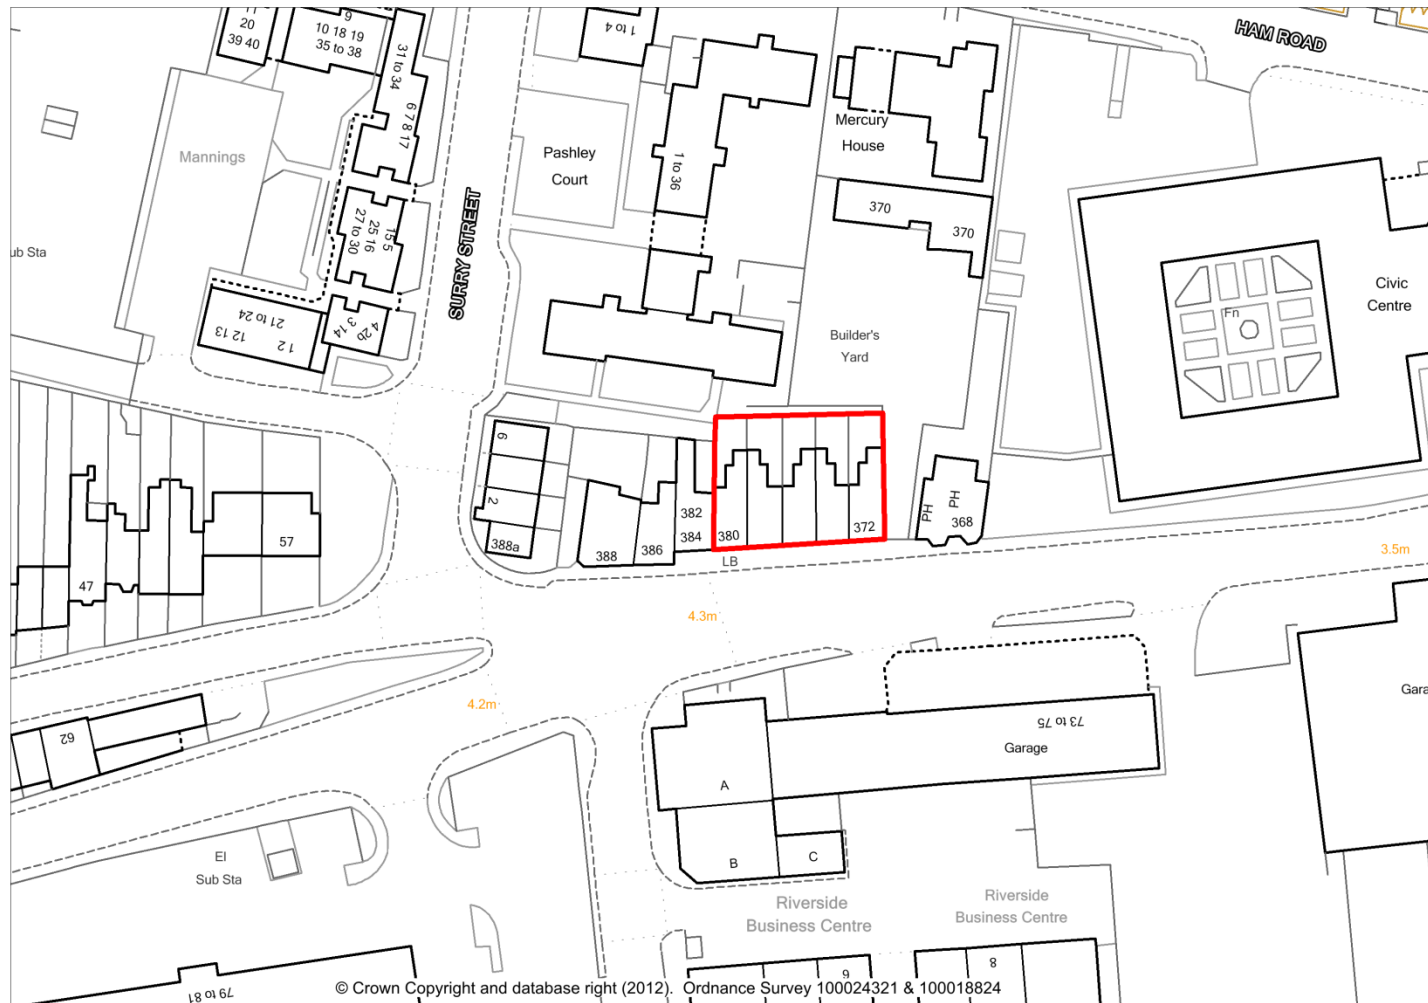 20
39 40
9
10 18 19
35 to 38
31 to 34
6 7 8 17
1 to 4
HAM ROAD
Mannings
SURRY STREET
Pashley
Court
1 to 36
Mercury
House
370
370
15 5
25 16
27 to 30
ub Sta
21 to 24
12 13
1 2
3 14
4 26
Builder's
Yard
Civic
Centre
Fn
6
2
388a
388
386
382
384
380
372
PH
PH
368
LB
57
47
3.5m
4.3m
4.2m
62
73 to 75
Garage
Gara
A
B
C
El
Sub Sta
Riverside
Business Centre
Riverside
Business Centre
79 to 81
9
8
© Crown Copyright and database right (2012). Ordnance Survey 100024321 & 100018824